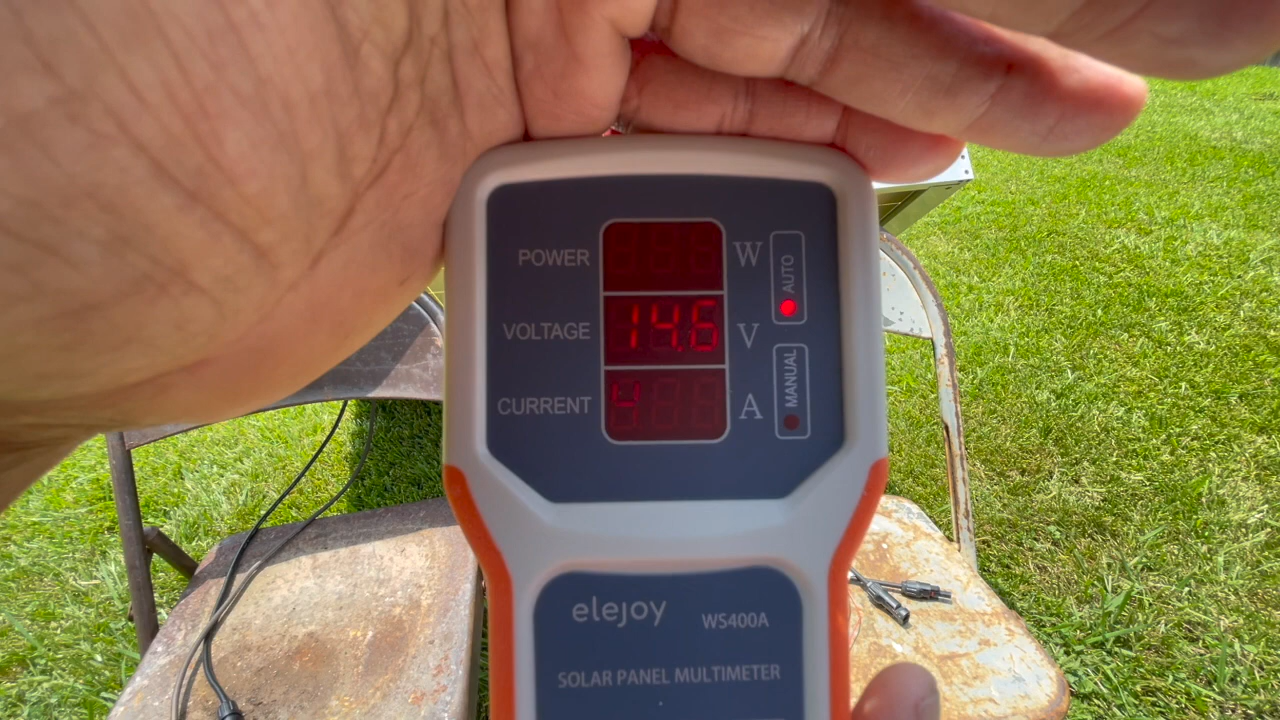 POWER W
AUTO
VOLTAGE 14.6 V
CURRENT A
MANUAL
elejoy WS400A
SOLAR PANEL MULTIMETER